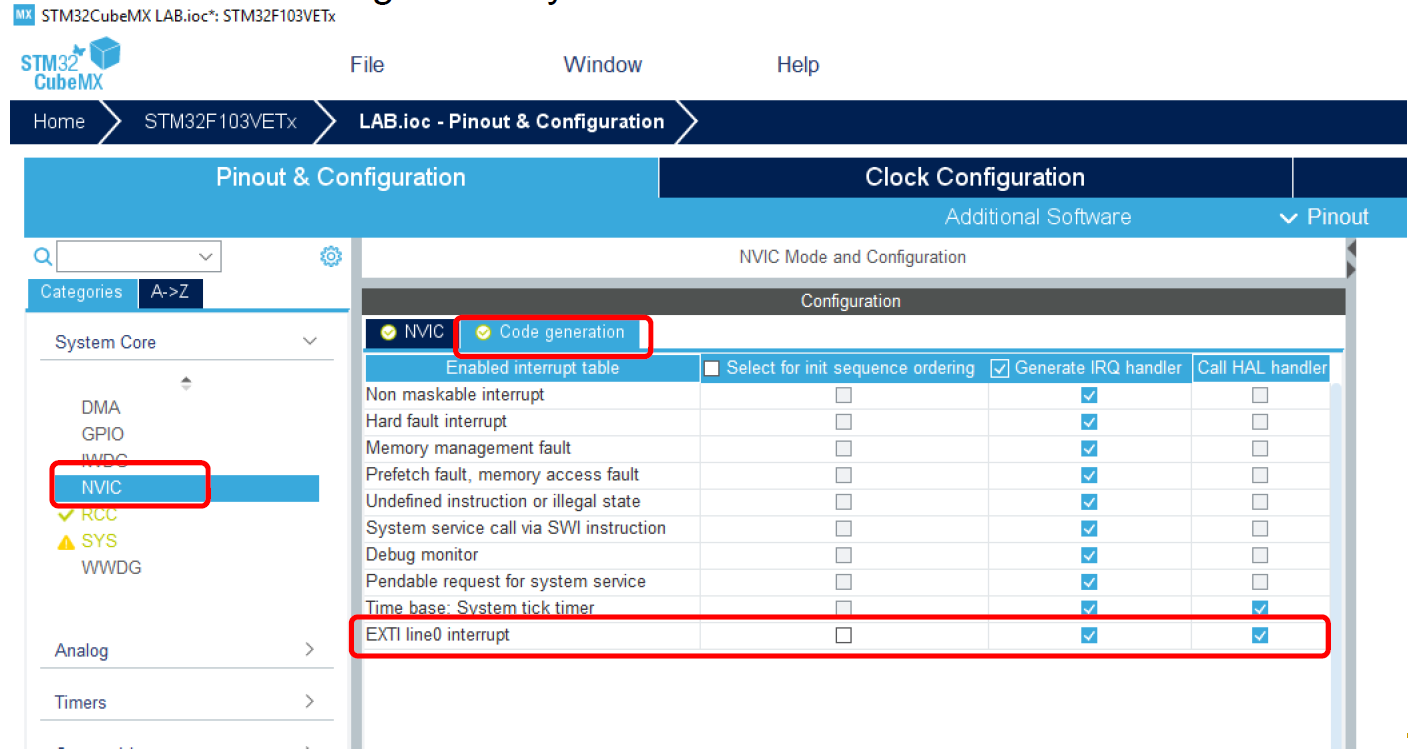 STM32CubeMX LAB.ioc*: STM32F103VETx
STM32
CubeMX
File Window Help
Home STM32F103VETx LAB.ioc - Pinout & Configuration
Pinout & Configuration Clock Configuration
Additional Software Pinout
NVIC Mode and Configuration
Categories A->Z
Configuration
System Core
NVIC Code generation
Enabled interrupt table Select for init sequence ordering Generate IRQ handler Call HAL handler
Non maskable interrupt
Hard fault interrupt
Memory management fault
Prefetch fault, memory access fault
Undefined instruction or illegal state
System service call via SWI instruction
Debug monitor
Pendable request for system service
Time base: System tick timer
EXTI line0 interrupt
DMA
GPIO
IWDG
NVIC
RCC
SYS
WWDG
Analog
Timers